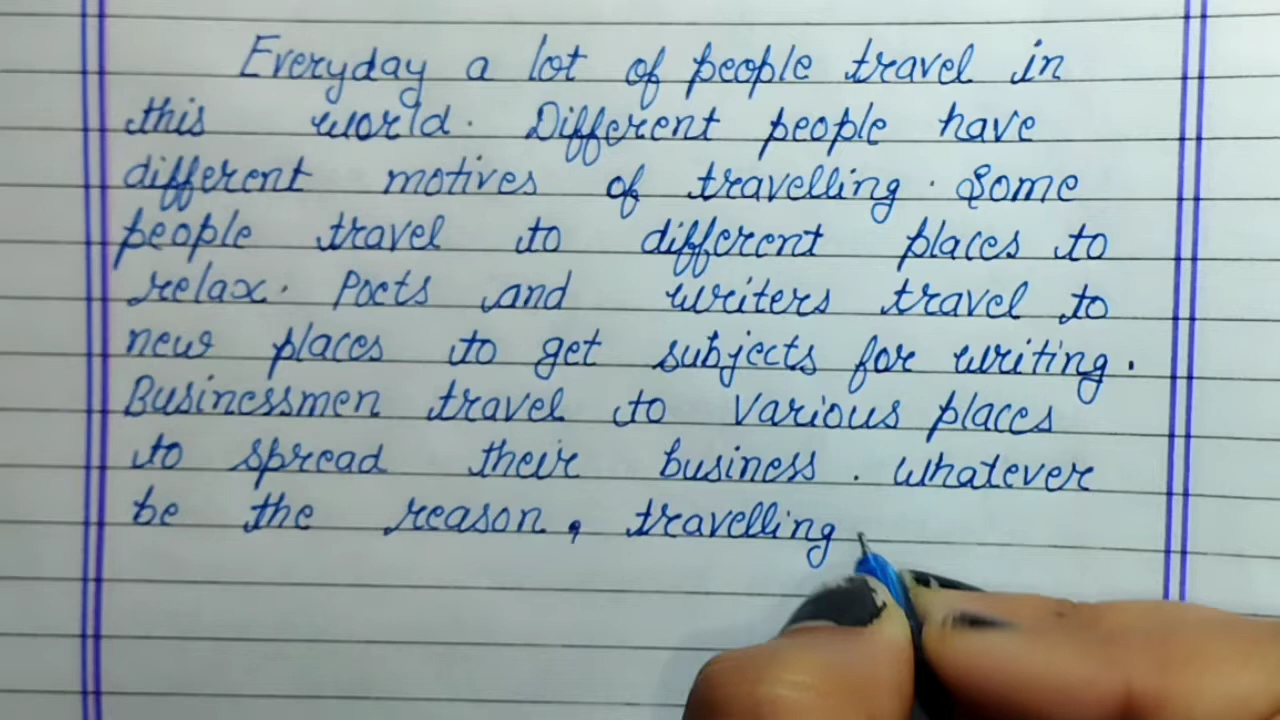 Everyday a lot of people travel in
this world. Different people have
different motives of travelling. Some
people travel to different places to
relax. Poets and writers travel to
new places to get subjects for writing.
Businessmen travel to various places
to spread their business. Whatever
be the reason, travelling